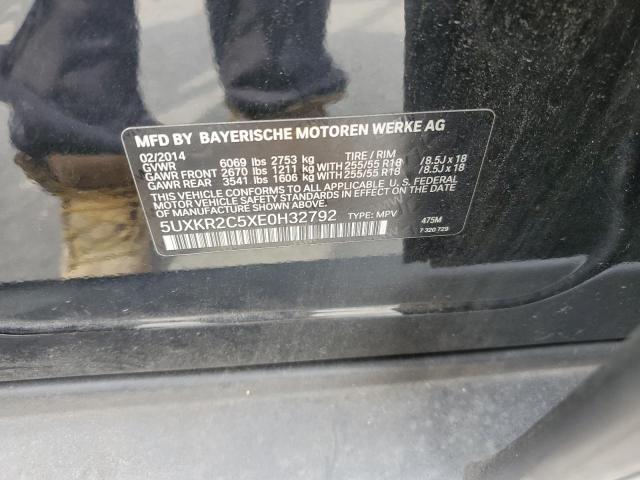 MFD BY BAYERISCHE MOTOREN WERKE AG
02/2014 TIRE / RIM
GVWR 6069 lbs 2753 kg
GAWR FRONT 2670 lbs 1211 kg WITH 255/55 R18 /8.5J x 18
GAWR REAR 3541 lbs 1606 kg WITH 255/55 R18 /8.5J x 18
THIS VEHICLE CONFORMS TO ALL APPLICABLE U.S. FEDERAL
MOTOR VEHICLE SAFETY STANDARDS IN EFFECT ON THE DATE
OF MANUFACTURE SHOWN ABOVE.
5UXKR2C5XE0H32792 TYPE: MPV 475M
7 320 729